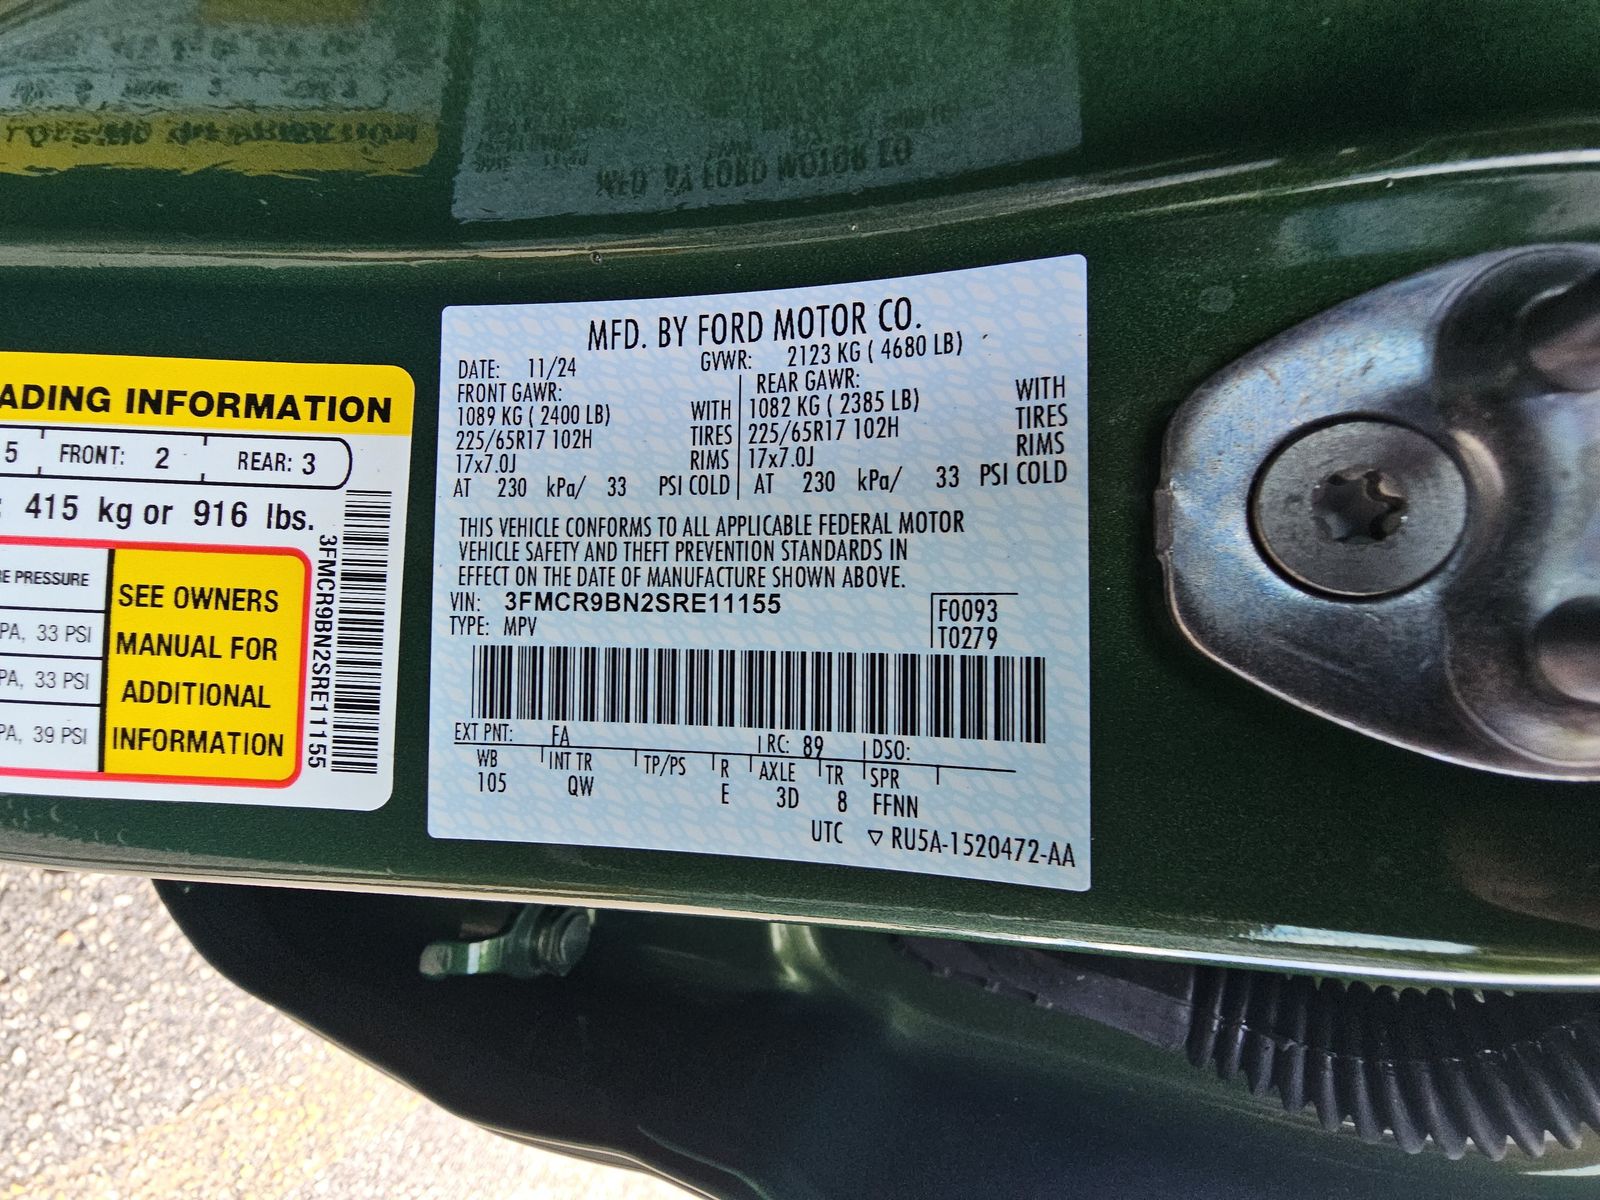 ADING INFORMATION
5 FRONT: 2 REAR: 3
: 415 kg or 916 lbs.
E PRESSURE
PA, 33 PSI
PA, 33 PSI
PA, 39 PSI
SEE OWNERS
MANUAL FOR
ADDITIONAL
INFORMATION
3FMCR9BN2SRE11155
MFD. BY FORD MOTOR CO.
DATE: 11/24 GVWR: 2123 KG ( 4680 LB)
FRONT GAWR: REAR GAWR:
1089 KG ( 2400 LB) WITH 1082 KG ( 2385 LB) WITH
225/65R17 102H TIRES 225/65R17 102H TIRES
17x7.0J RIMS 17x7.0J RIMS
AT 230 kPa/ 33 PSI COLD AT 230 kPa/ 33 PSI COLD
THIS VEHICLE CONFORMS TO ALL APPLICABLE FEDERAL MOTOR
VEHICLE SAFETY AND THEFT PREVENTION STANDARDS IN
EFFECT ON THE DATE OF MANUFACTURE SHOWN ABOVE.
VIN: 3FMCR9BN2SRE11155 F0093
TYPE: MPV T0279
EXT PNT: FA RC: 89 DSO:
WB INT TR TP/PS R AXLE TR SPR
105 QW E 3D 8 FFNN
UTC ▽ RU5A-1520472-AA